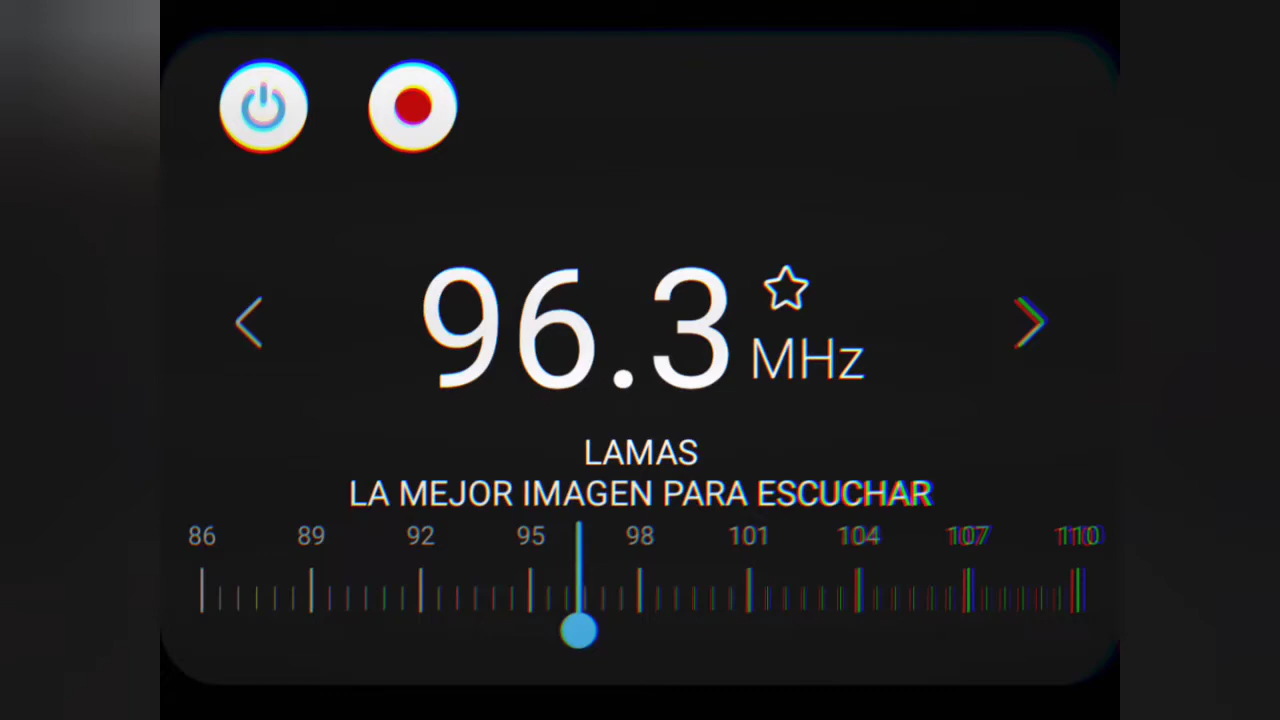 96.3
MHz
LAMAS
LA MEJOR IMAGEN PARA ESCUCHAR
86 89 92 95 98 101 104 107 110